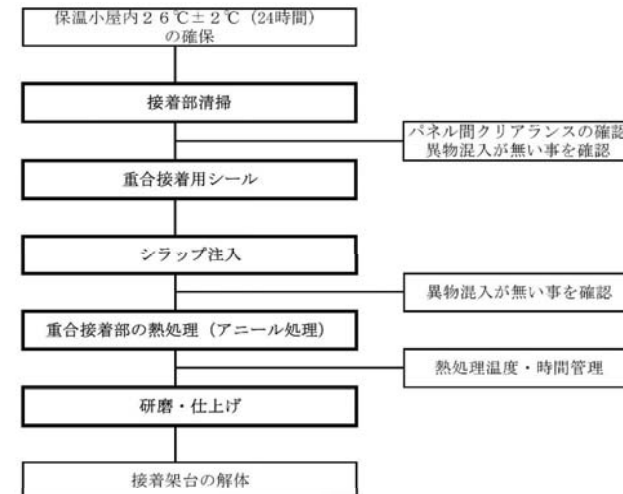 保温小屋内２６℃±２℃（24時間）
の確保
接着部清掃
パネル間クリアランスの確認
異物混入が無い事を確認
重合接着用シール
シラップ注入
異物混入が無い事を確認
重合接着部の熱処理（アニール処理）
熱処理温度・時間管理
研磨・仕上げ
接着架台の解体